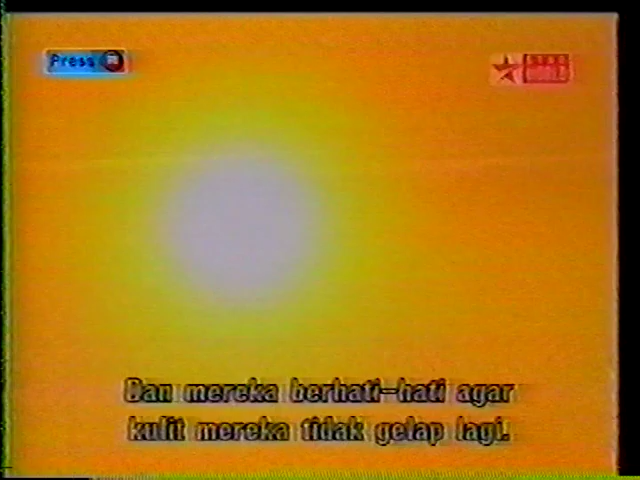 Press
Dan mereka berhati-hati agar
kulit mereka tidak gelap lagi.